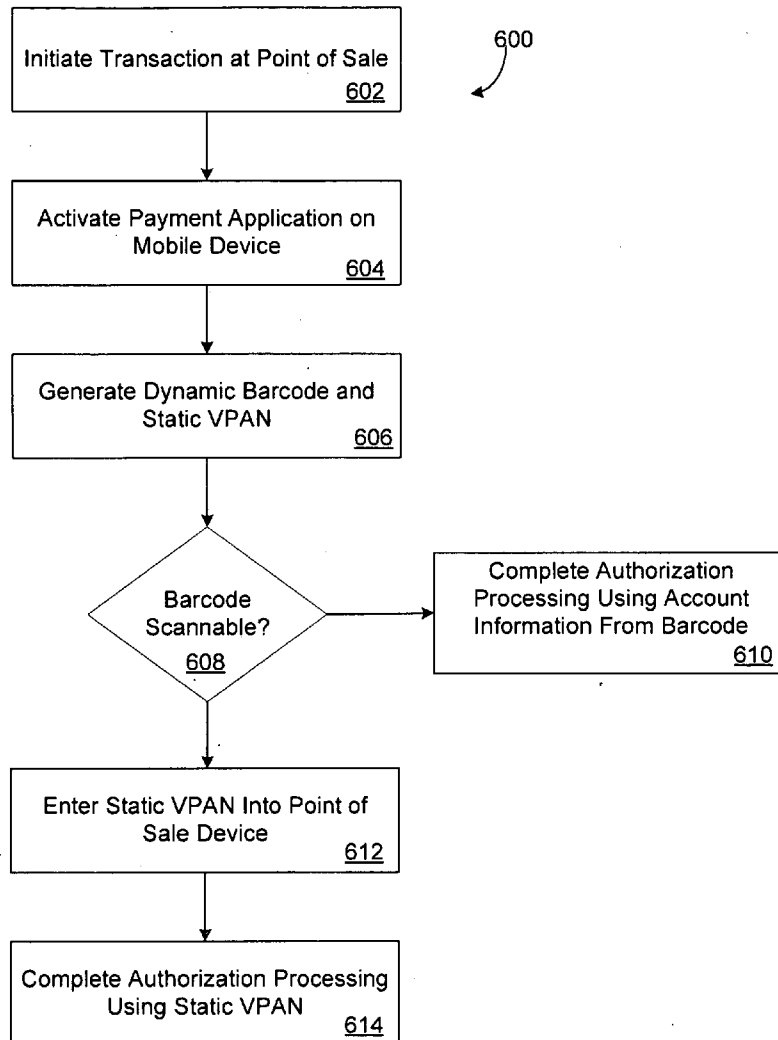 Initiate Transaction at Point of Sale
602
600
Activate Payment Application on
Mobile Device
604
Generate Dynamic Barcode and
Static VPAN
606
Barcode
Scannable?
608
Complete Authorization
Processing Using Account
Information From Barcode
610
Enter Static VPAN Into Point of
Sale Device
612
Complete Authorization Processing
Using Static VPAN
614